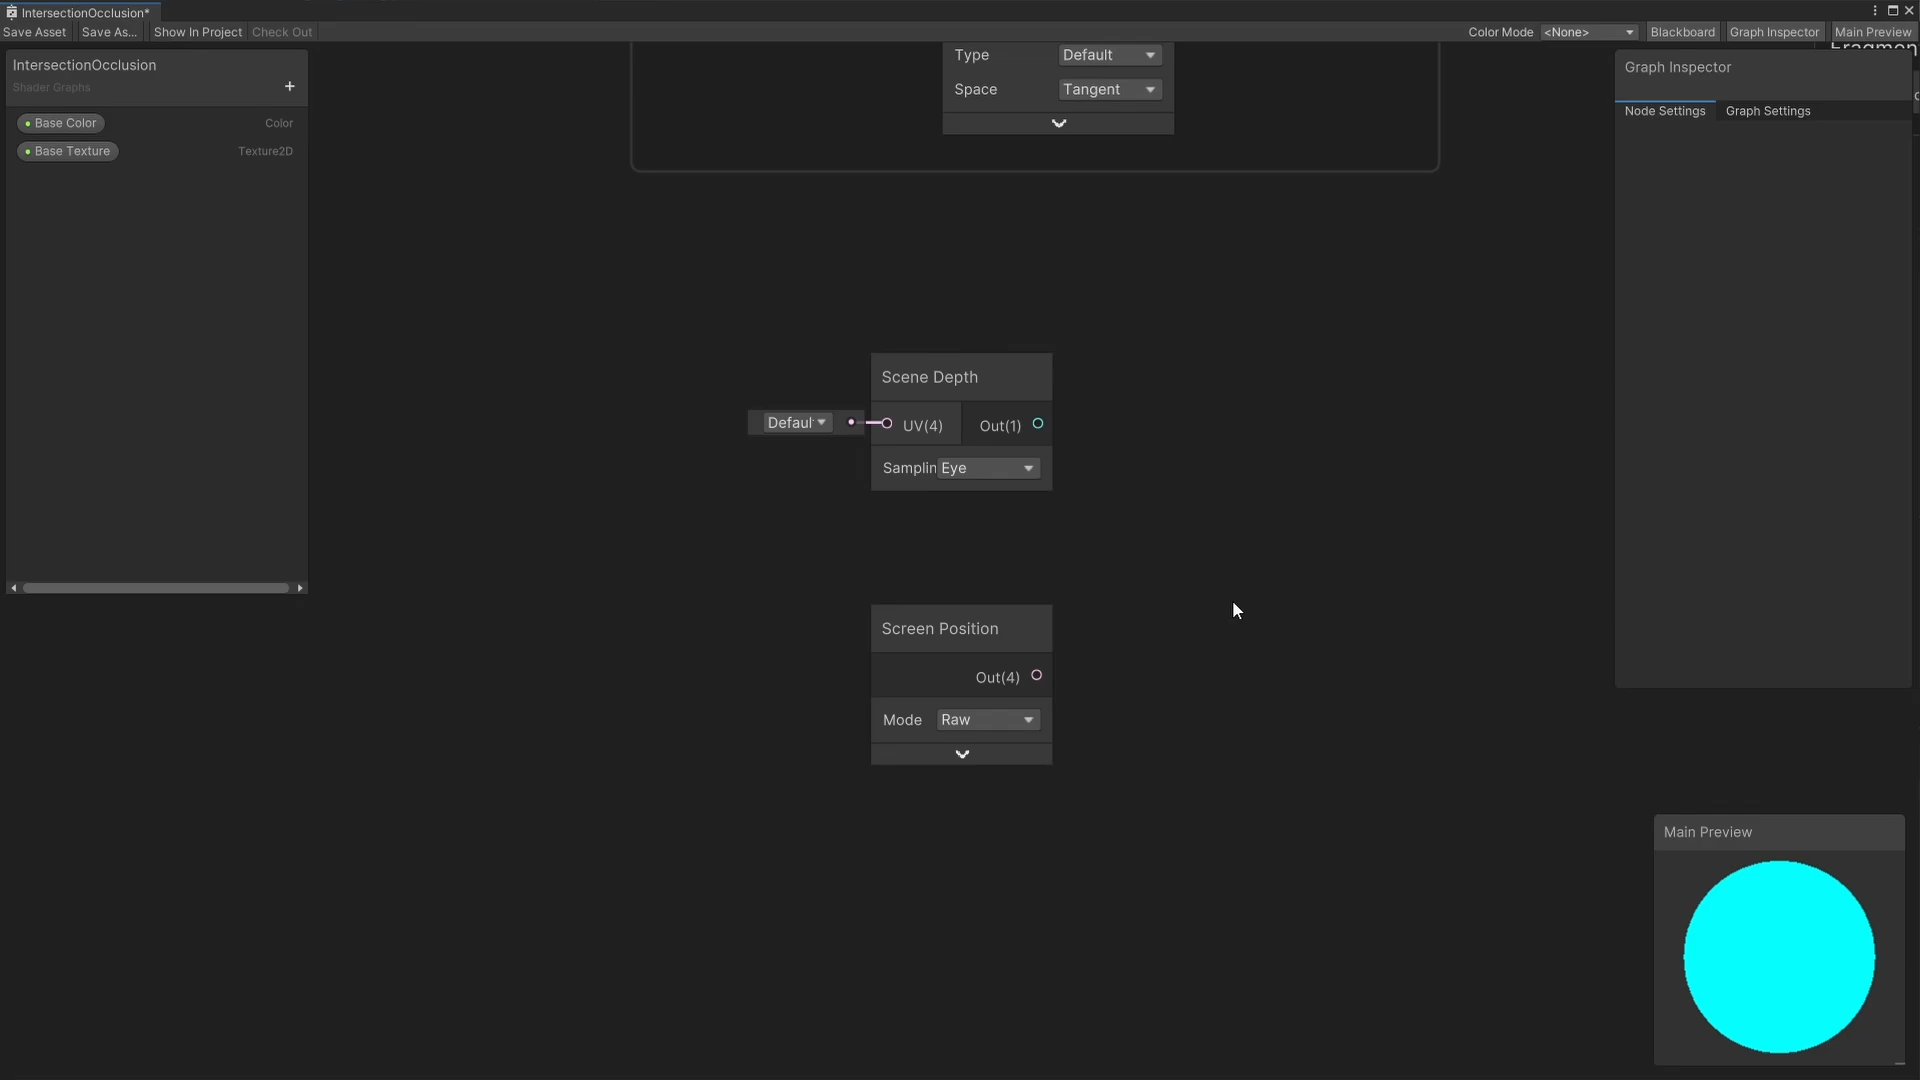 IntersectionOcclusion*
Save Asset Save As... Show In Project Check Out Color Mode <None> Blackboard Graph Inspector Main Preview
IntersectionOcclusion
Shader Graphs
+
Base Color Color
Base Texture Texture2D
Type Default
Space Tangent
Scene Depth
Defaul
UV(4) Out(1)
Samplin Eye
Screen Position
Out(4)
Mode Raw
Fragmen
Graph Inspector
Node Settings Graph Settings
Main Preview